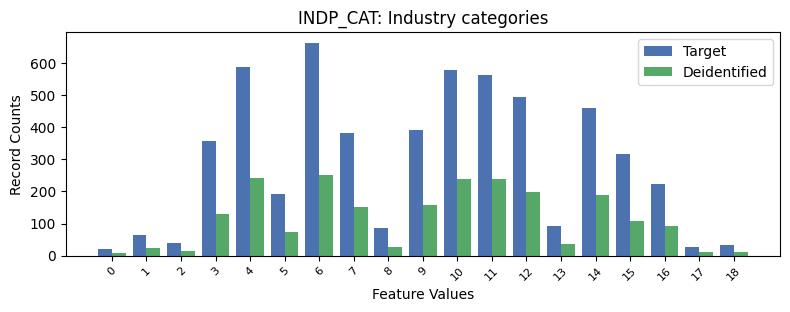 INDP_CAT: Industry categories
Target
Deidentified
Record Counts
600
500
400
300
200
100
0
0 1 2 3 4 5 6 7 8 9 10 11 12 13 14 15 16 17 18
Feature Values